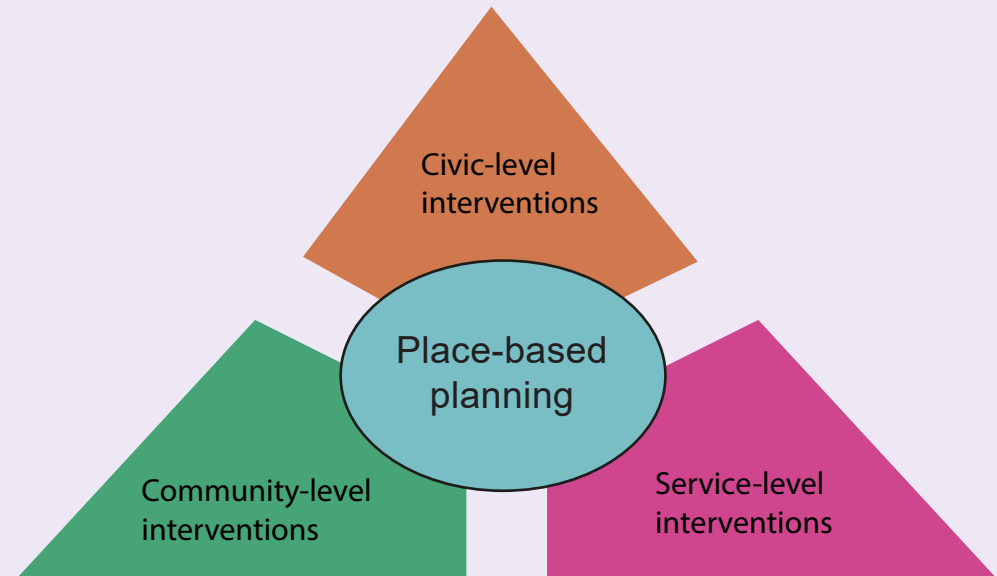 Civic-level
interventions
Place-based
planning
Community-level
interventions
Service-level
interventions